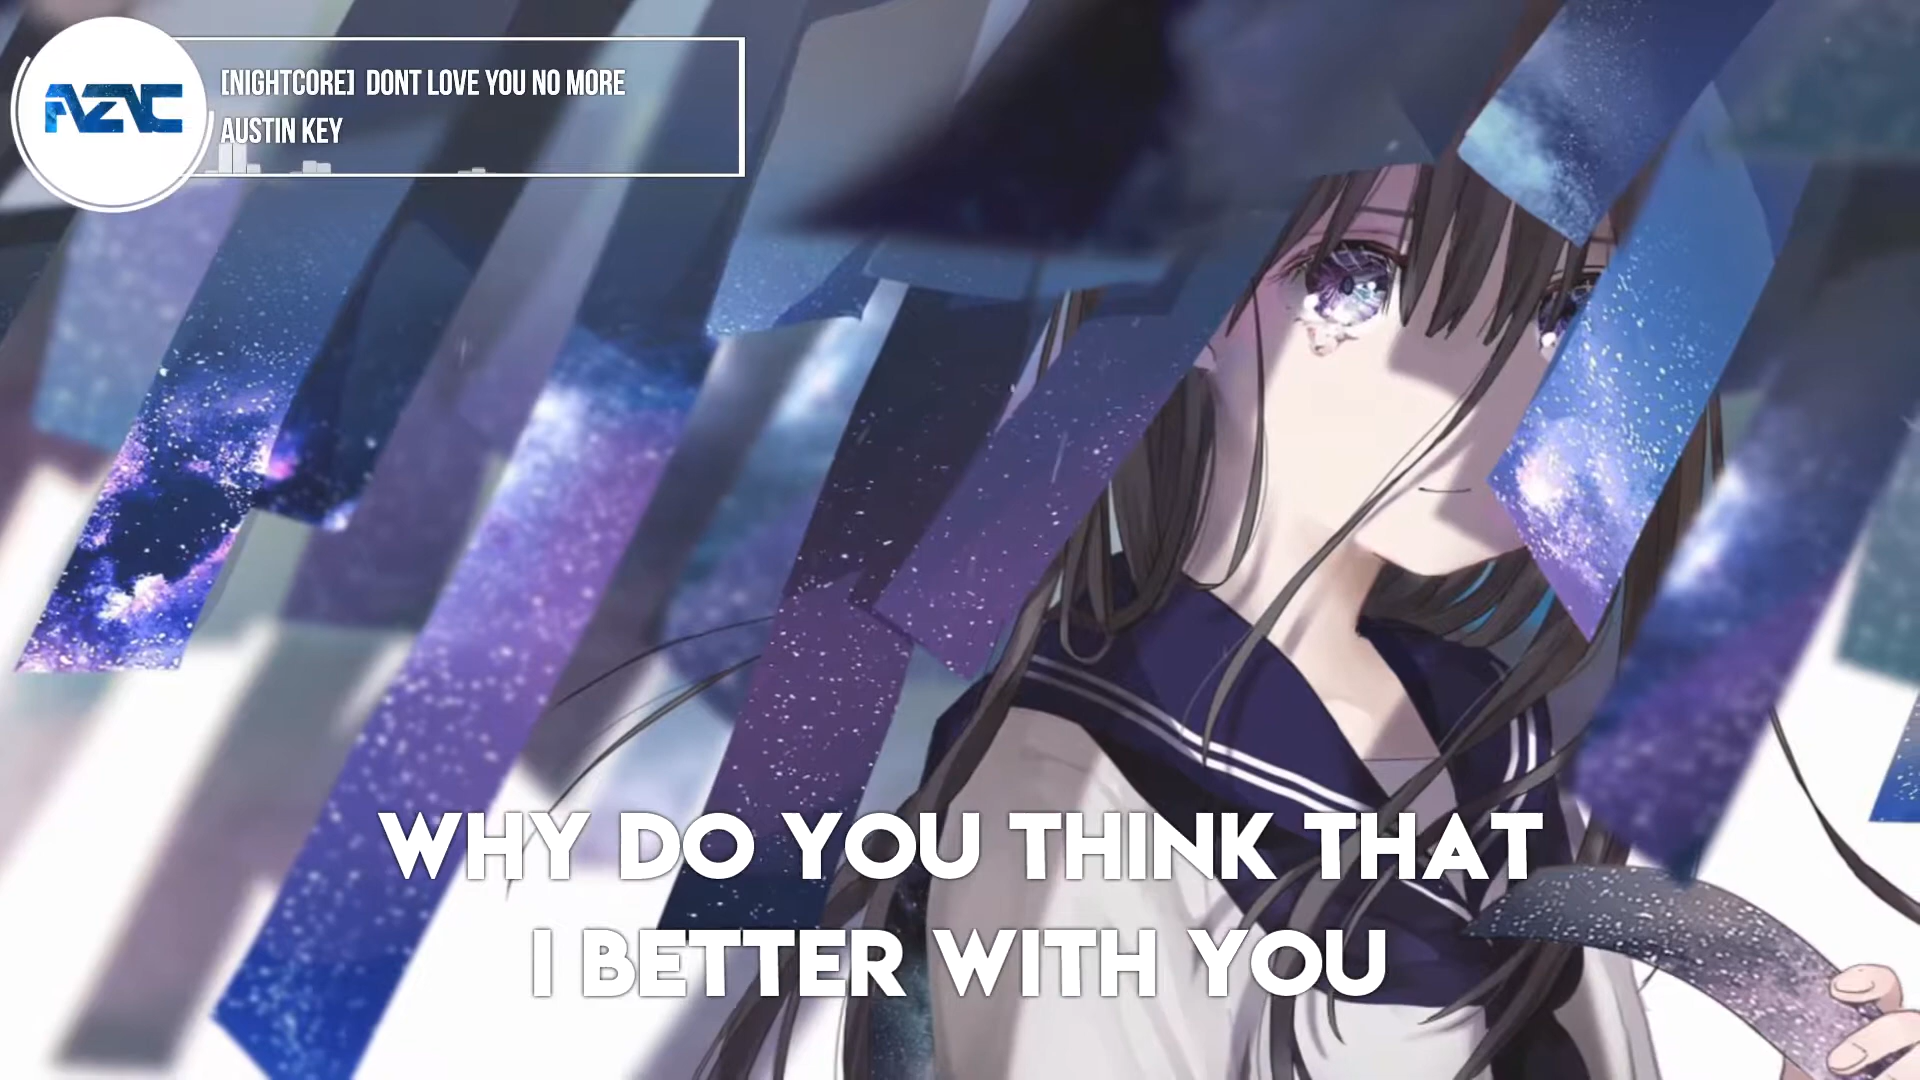 AZNC
[NIGHTCORE] DONT LOVE YOU NO MORE
AUSTIN KEY
WHY DO YOU THINK THAT
I BETTER WITH YOU